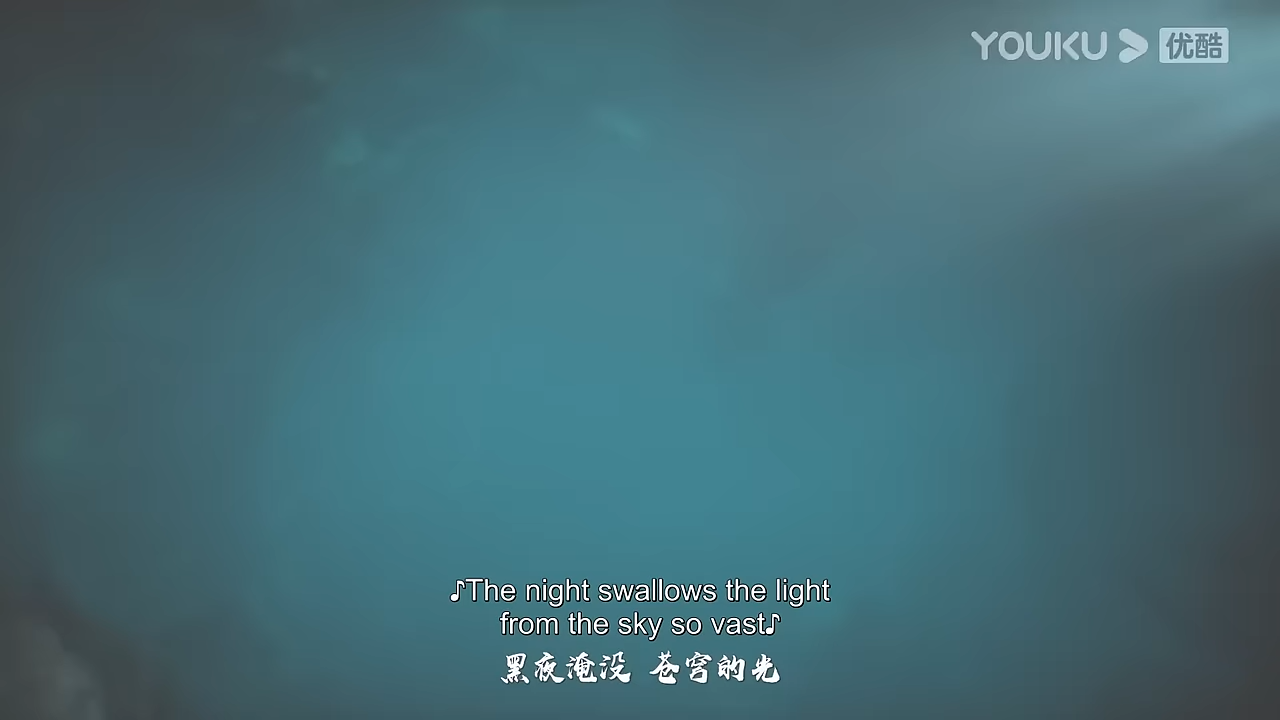 YOUKU 优酷
♪The night swallows the light
from the sky so vast♪
黑夜淹没 苍穹的光